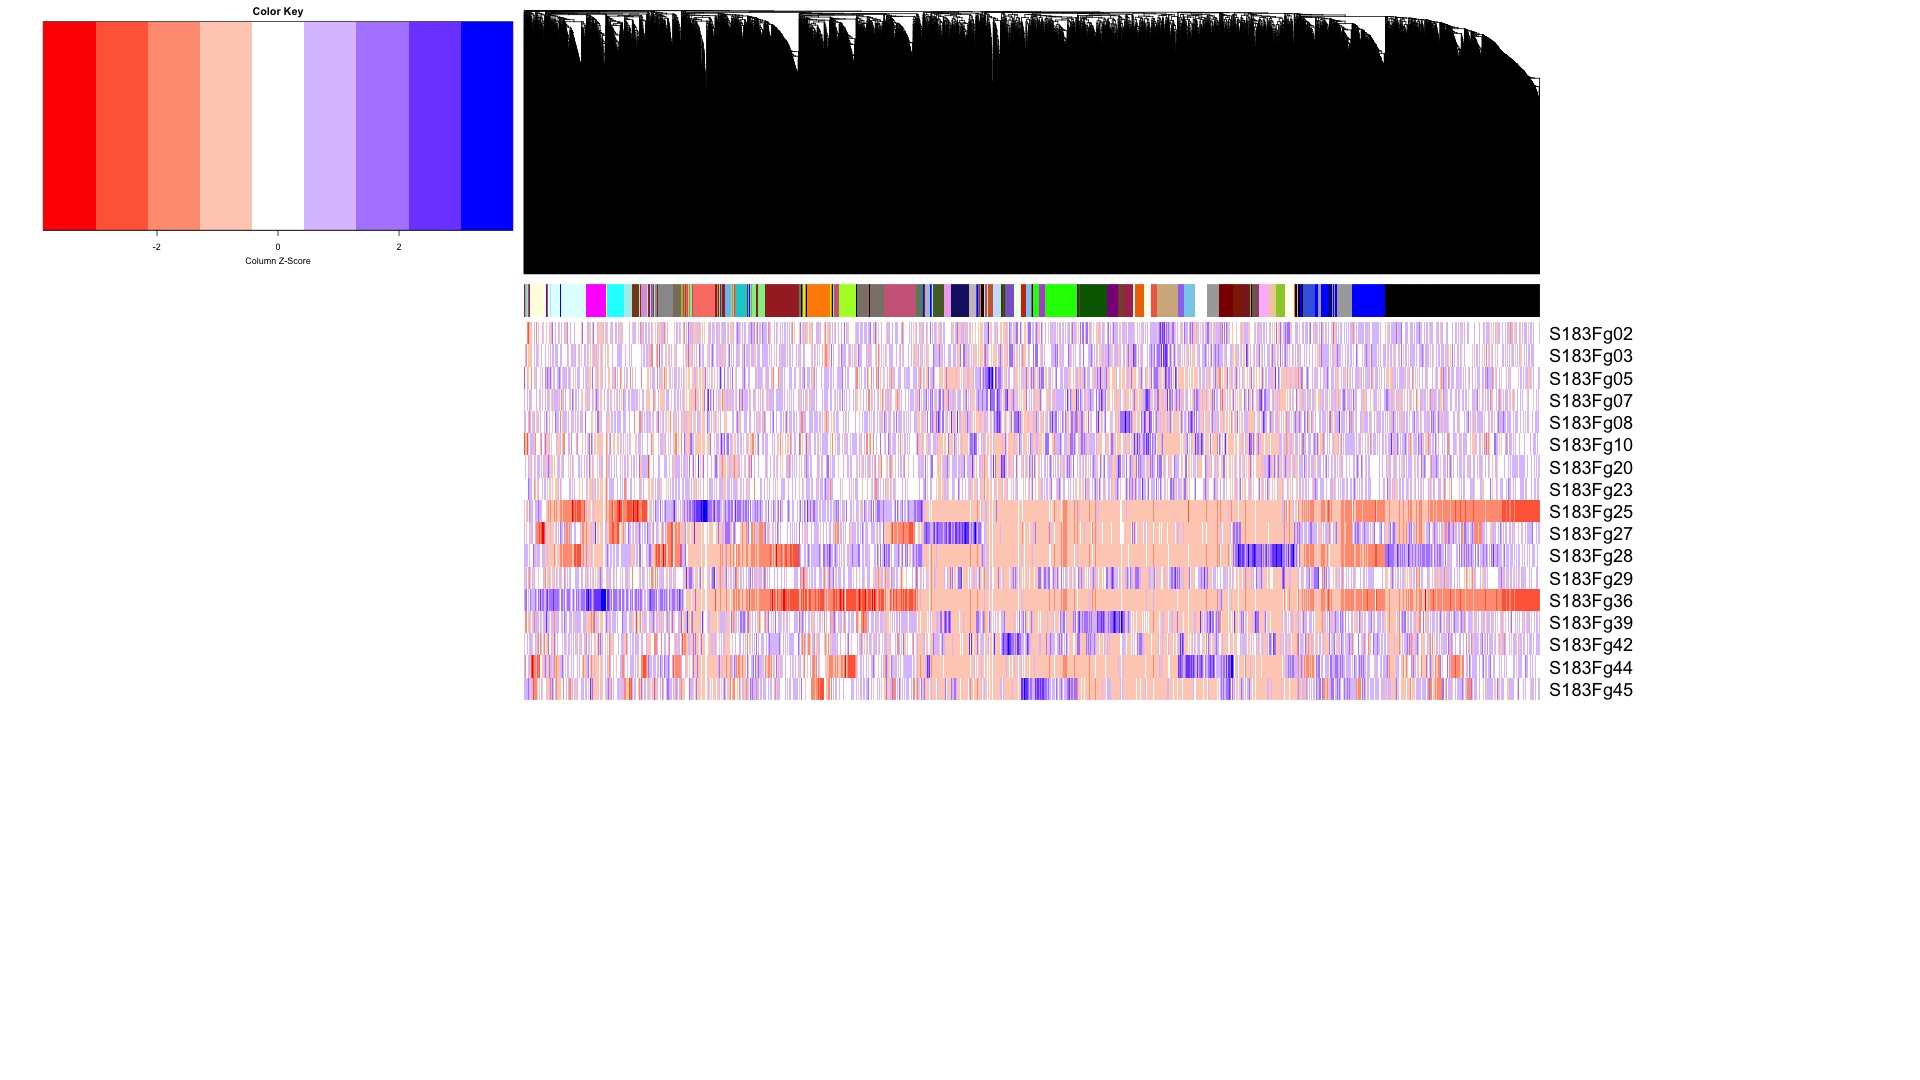 Color Key
-2
0
2
Column Z-Score
S183Fg02
S183Fg03
S183Fg05
S183Fg07
S183Fg08
S183Fg10
S183Fg20
S183Fg23
S183Fg25
S183Fg27
S183Fg28
S183Fg29
S183Fg36
S183Fg39
S183Fg42
S183Fg44
S183Fg45